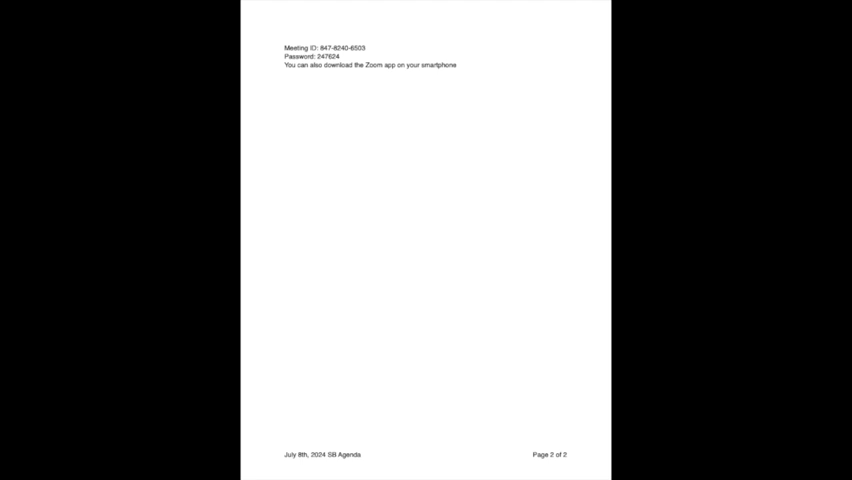 Meeting ID: 847-8240-6503
Password: 247624
You can also download the Zoom app on your smartphone
July 8th, 2024 SB Agenda
Page 2 of 2